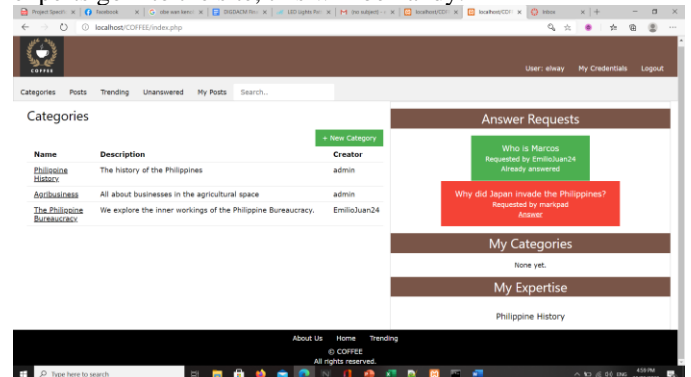 Project Specifi
Facebook
DIGDACM Fin
LED Lights For
(no subject)
localhost/COF
localhost/COF
Inbox
localhost/COFFEE/index.php
COFFEE
User: elway My Credentials Logout
Categories Posts Trending Unanswered My Posts Search..
Categories
+ New Category
Name Description Creator
Philippine History The history of the Philippines admin
Agribusiness All about businesses in the agricultural space admin
The Philippine Bureaucracy We explore the inner workings of the Philippine Bureaucracy. EmilioJuan24
Answer Requests
Who is Marcos
Requested by EmilioJuan24
Already answered
Why did Japan invade the Philippines?
Requested by markpad
Answer
My Categories
None yet.
My Expertise
Philippine History
About Us Home Trending
© COFFEE
All rights reserved.
Type here to search
ENG
4:59 PM